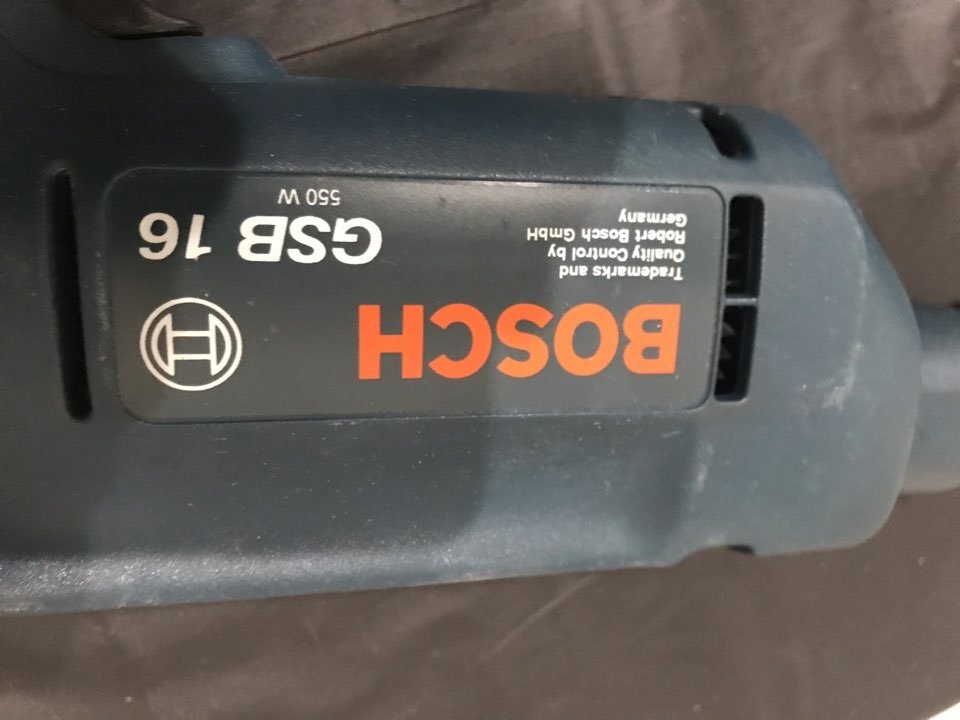 BOSCH
Trademarks and
Quality Control by
Robert Bosch GmbH
Germany
GSB 16
550 W